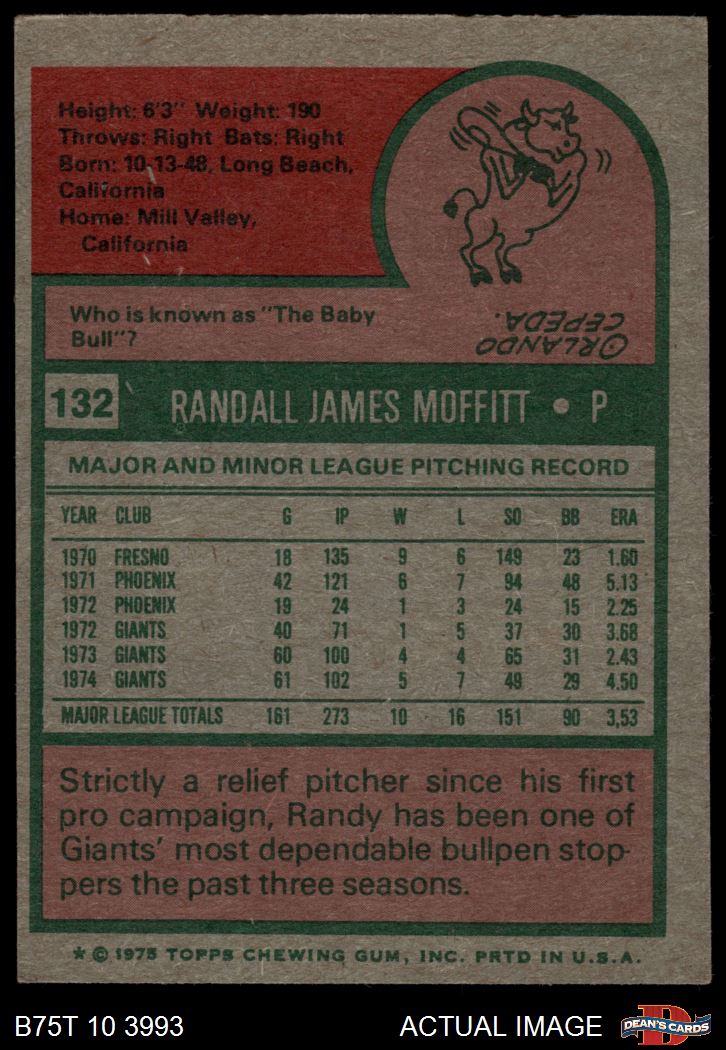 Height: 6'3" Weight: 190
Throws: Right Bats: Right
Born: 10-13-48, Long Beach,
California
Home: Mill Valley,
California
Who is known as "The Baby
Bull"?
ORLANDO
CEPEDA.
132 RANDALL JAMES MOFFITT • P
MAJOR AND MINOR LEAGUE PITCHING RECORD
YEAR CLUB G IP W L SO BB ERA
1970 FRESNO 18 135 9 6 149 23 1.60
1971 PHOENIX 42 121 6 7 94 48 5.13
1972 PHOENIX 19 24 1 3 24 15 2.25
1972 GIANTS 40 71 1 5 37 30 3.68
1973 GIANTS 60 100 4 4 65 31 2.43
1974 GIANTS 61 102 5 7 49 29 4.50
MAJOR LEAGUE TOTALS 161 273 10 16 151 90 3.53
Strictly a relief pitcher since his first
pro campaign, Randy has been one of
Giants' most dependable bullpen stop-
pers the past three seasons.
* © 1975 TOPPS CHEWING GUM, INC. PRTD IN U.S.A.
B75T 10 3993 ACTUAL IMAGE
D
DEAN'S CARDS